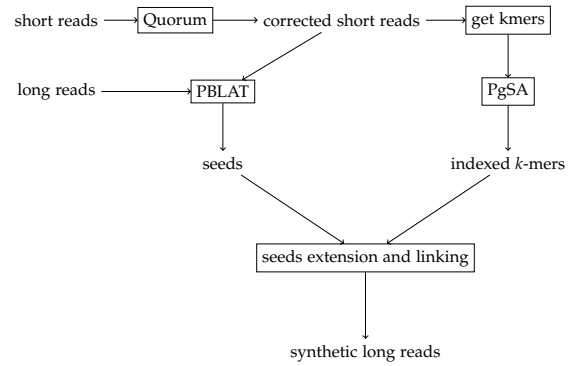 short reads
Quorum
corrected short reads
get kmers
long reads
PBLAT
PgSA
seeds
indexed k-mers
seeds extension and linking
synthetic long reads